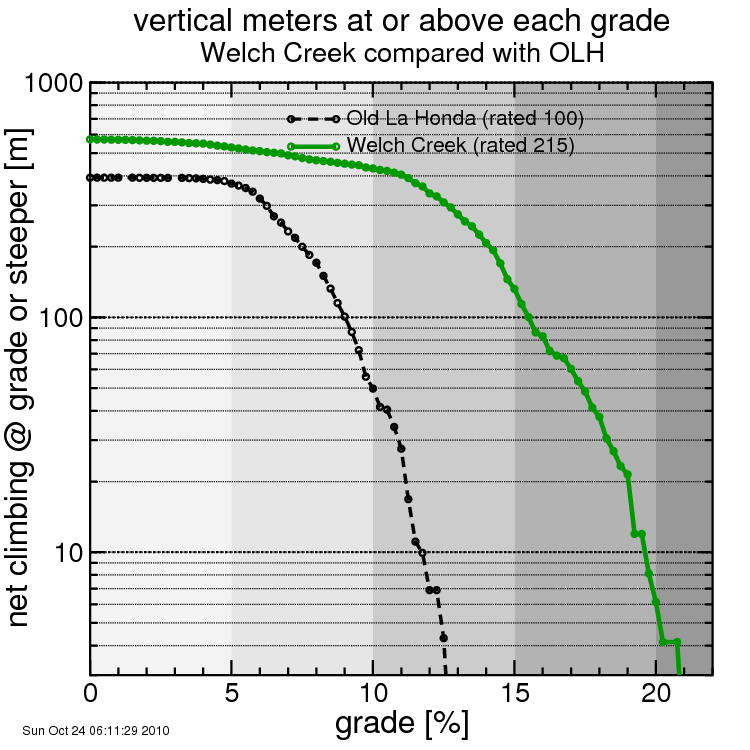 vertical meters at or above each grade
Welch Creek compared with OLH
1000
Old La Honda (rated 100)
Welch Creek (rated 215)
net climbing @ grade or steeper [m]
100
10
0 5 10 15 20
grade [%]
Sun Oct 24 06:11:29 2010